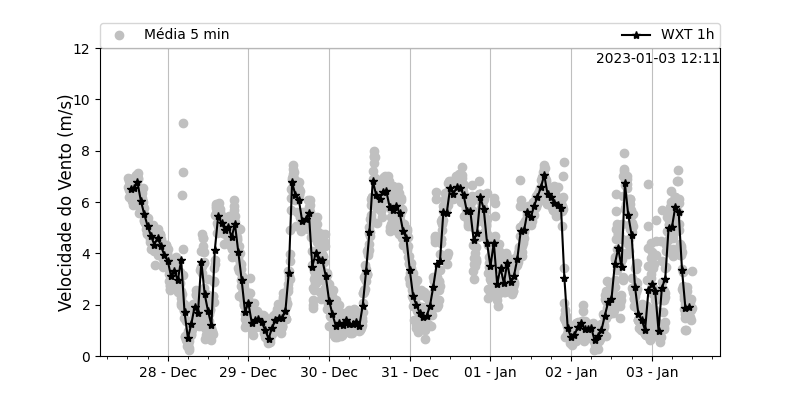 Média 5 min
WXT 1h
2023-01-03 12:11
Velocidade do Vento (m/s)
12
10
8
6
4
2
0
28 - Dec
29 - Dec
30 - Dec
31 - Dec
01 - Jan
02 - Jan
03 - Jan